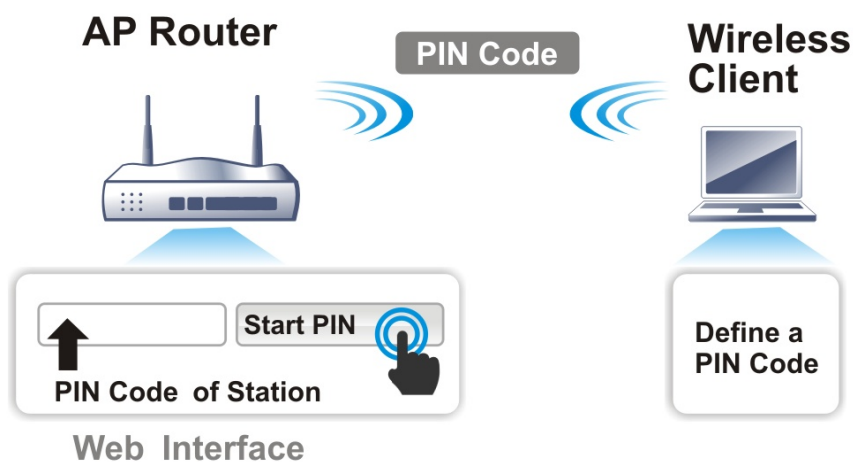 AP Router
PIN Code
Wireless
Client
Start PIN
PIN Code of Station
Web Interface
Define a
PIN Code